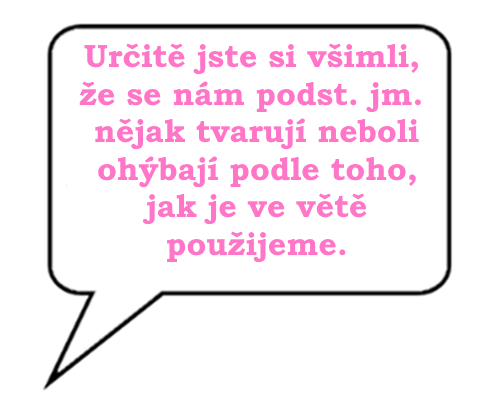 Určitě jste si všimli,
že se nám podst. jm.
nějak tvarují neboli
ohýbají podle toho,
jak je ve větě
použijeme.